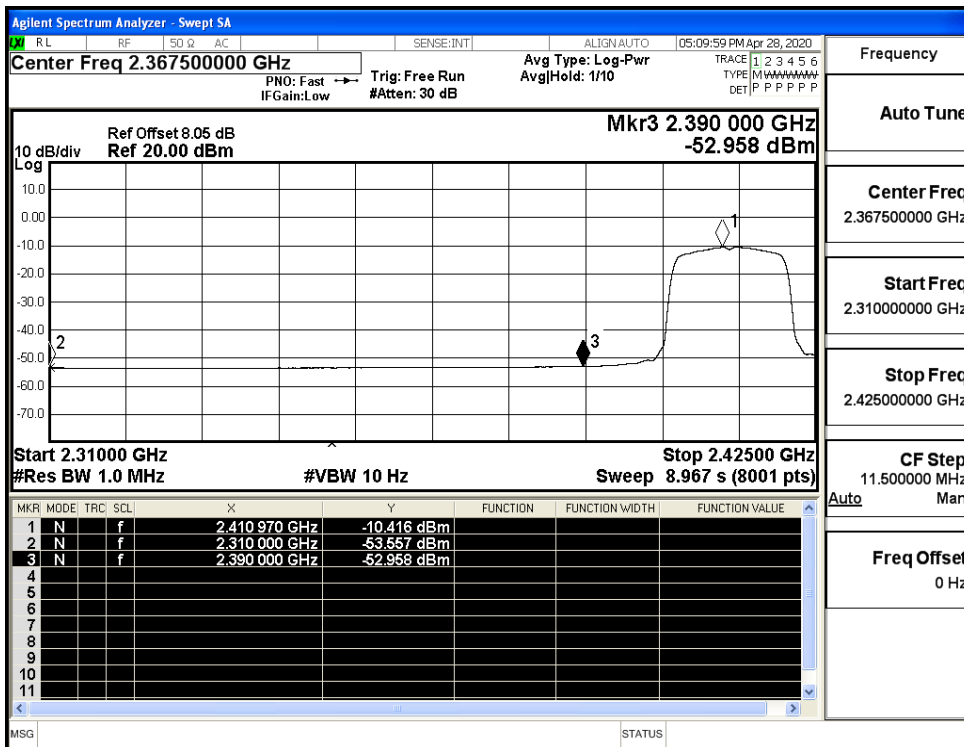 Agilent Spectrum Analyzer - Swept SA
LXI RL RF 50 Ω AC SENSE:INT ALIGNAUTO 05:09:59 PM Apr 28, 2020
Center Freq 2.367500000 GHz
PNO: Fast
IFGain:Low
Trig: Free Run
#Atten: 30 dB
Avg Type: Log-Pwr
Avg|Hold: 1/10
TRACE 1 2 3 4 5 6
TYPE M WWWWW
DET P P P P P P
Mkr3 2.390 000 GHz
-52.958 dBm
Ref Offset 8.05 dB
10 dB/div Ref 20.00 dBm
Log
10.0
0.00
-10.0
-20.0
-30.0
-40.0
-50.0
-60.0
-70.0
1
2
3
Start 2.31000 GHz Stop 2.42500 GHz
#Res BW 1.0 MHz #VBW 10 Hz Sweep 8.967 s (8001 pts)
MKR MODE TRC SCL X Y FUNCTION FUNCTION WIDTH FUNCTION VALUE
1 N f 2.410 970 GHz -10.416 dBm
2 N f 2.310 000 GHz -53.557 dBm
3 N f 2.390 000 GHz -52.958 dBm
4
5
6
7
8
9
10
11
MSG STATUS
Frequency
Auto Tune
Center Freq
2.367500000 GHz
Start Freq
2.310000000 GHz
Stop Freq
2.425000000 GHz
CF Step
11.500000 MHz
Auto Man
Freq Offset
0 Hz